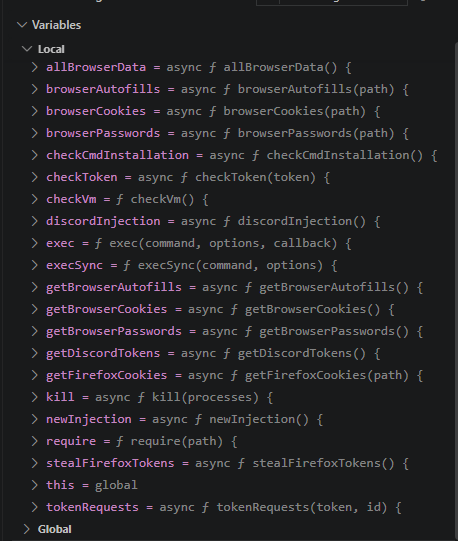 Variables
Local
allBrowserData = async ƒ allBrowserData() {
browserAutofills = async ƒ browserAutofills(path) {
browserCookies = async ƒ browserCookies(path) {
browserPasswords = async ƒ browserPasswords(path) {
checkCmdInstallation = async ƒ checkCmdInstallation() {
checkToken = async ƒ checkToken(token) {
checkVm = ƒ checkVm() {
discordInjection = async ƒ discordInjection() {
exec = ƒ exec(command, options, callback) {
execSync = ƒ execSync(command, options) {
getBrowserAutofills = async ƒ getBrowserAutofills() {
getBrowserCookies = async ƒ getBrowserCookies() {
getBrowserPasswords = async ƒ getBrowserPasswords() {
getDiscordTokens = async ƒ getDiscordTokens() {
getFirefoxCookies = async ƒ getFirefoxCookies(path) {
kill = async ƒ kill(processes) {
newInjection = async ƒ newInjection() {
require = ƒ require(path) {
stealFirefoxTokens = async ƒ stealFirefoxTokens() {
this = global
tokenRequests = async ƒ tokenRequests(token, id) {
Global